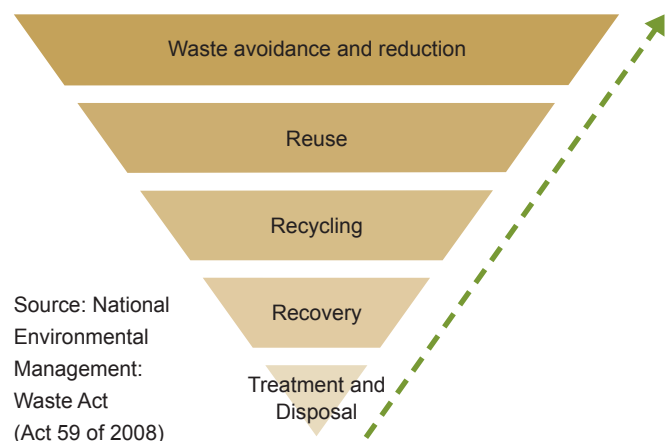 Waste avoidance and reduction
Reuse
Recycling
Recovery
Treatment and
Disposal
Source: National
Environmental
Management:
Waste Act
(Act 59 of 2008)